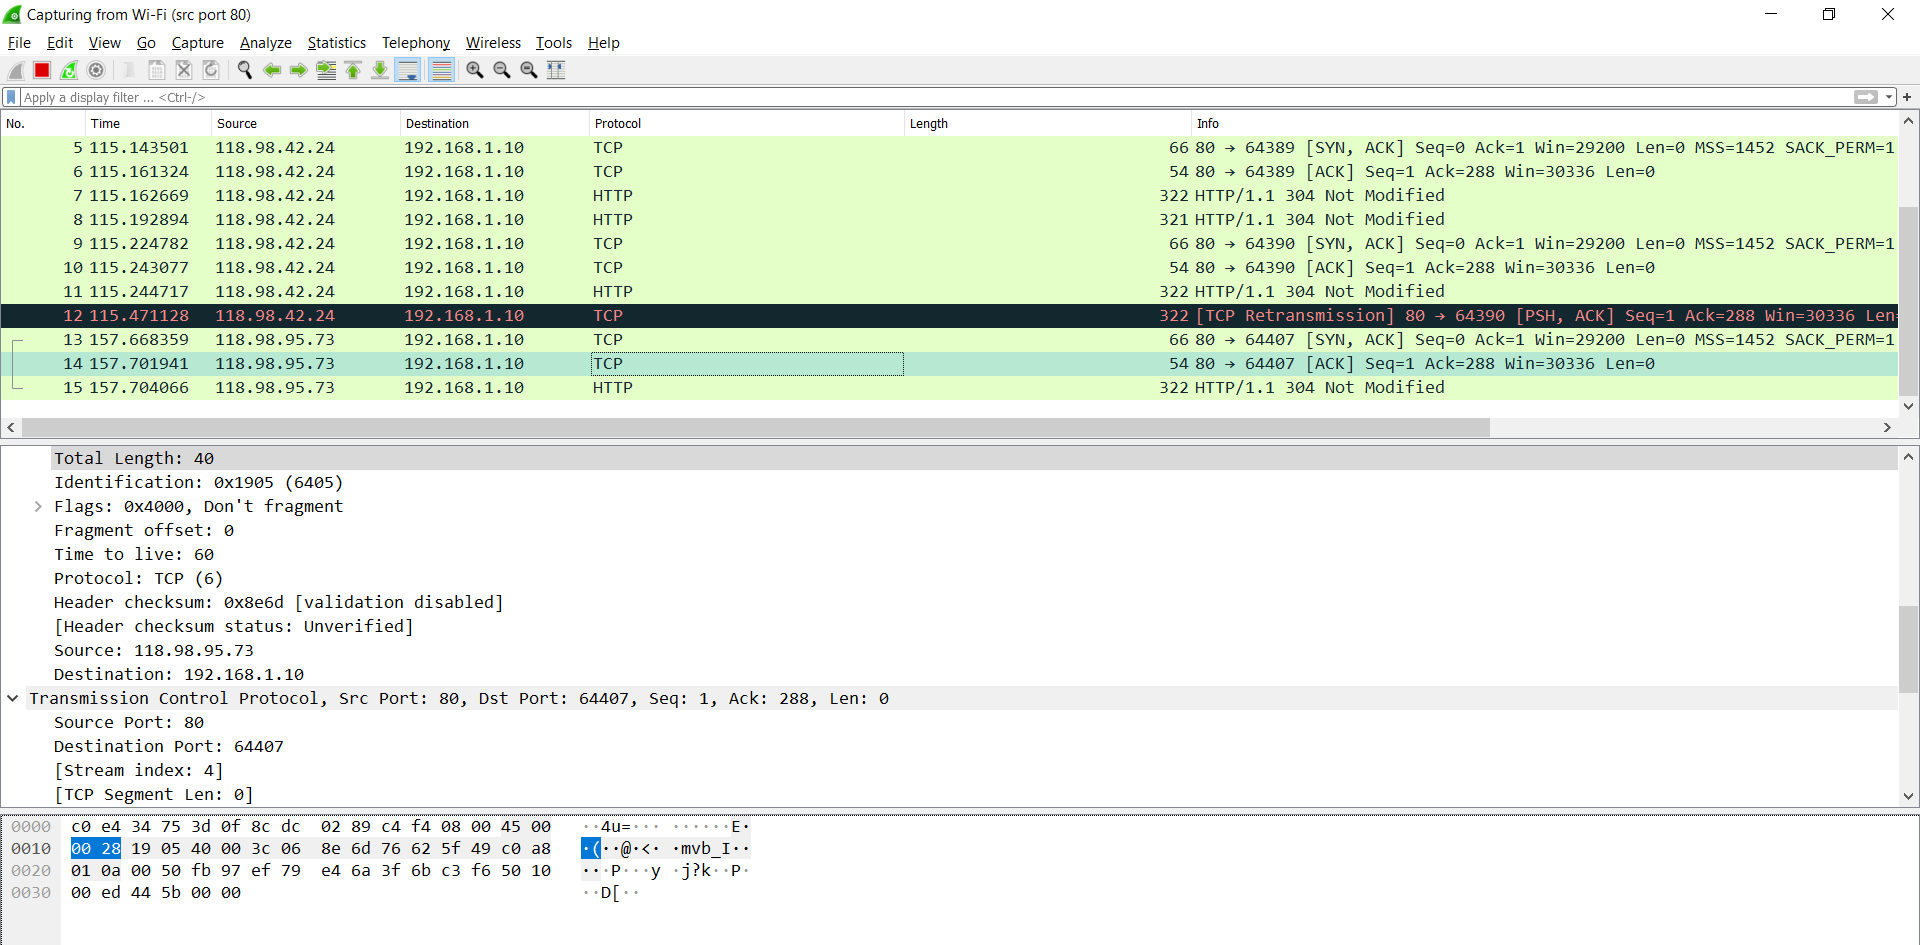 Capturing from Wi-Fi (src port 80)
File Edit View Go Capture Analyze Statistics Telephony Wireless Tools Help
Apply a display filter ... <Ctrl-/>
+
No. Time Source Destination Protocol Length Info
5 115.143501 118.98.42.24 192.168.1.10 TCP 66 80 → 64389 [SYN, ACK] Seq=0 Ack=1 Win=29200 Len=0 MSS=1452 SACK_PERM=1
6 115.161324 118.98.42.24 192.168.1.10 TCP 54 80 → 64389 [ACK] Seq=1 Ack=288 Win=30336 Len=0
7 115.162669 118.98.42.24 192.168.1.10 HTTP 322 HTTP/1.1 304 Not Modified
8 115.192894 118.98.42.24 192.168.1.10 HTTP 321 HTTP/1.1 304 Not Modified
9 115.224782 118.98.42.24 192.168.1.10 TCP 66 80 → 64390 [SYN, ACK] Seq=0 Ack=1 Win=29200 Len=0 MSS=1452 SACK_PERM=1
10 115.243077 118.98.42.24 192.168.1.10 TCP 54 80 → 64390 [ACK] Seq=1 Ack=288 Win=30336 Len=0
11 115.244717 118.98.42.24 192.168.1.10 HTTP 322 HTTP/1.1 304 Not Modified
12 115.471128 118.98.42.24 192.168.1.10 TCP 322 [TCP Retransmission] 80 → 64390 [PSH, ACK] Seq=1 Ack=288 Win=30336 Len=
13 157.668359 118.98.95.73 192.168.1.10 TCP 66 80 → 64407 [SYN, ACK] Seq=0 Ack=1 Win=29200 Len=0 MSS=1452 SACK_PERM=1
14 157.701941 118.98.95.73 192.168.1.10 TCP 54 80 → 64407 [ACK] Seq=1 Ack=288 Win=30336 Len=0
15 157.704066 118.98.95.73 192.168.1.10 HTTP 322 HTTP/1.1 304 Not Modified
Total Length: 40
Identification: 0x1905 (6405)
Flags: 0x4000, Don't fragment
Fragment offset: 0
Time to live: 60
Protocol: TCP (6)
Header checksum: 0x8e6d [validation disabled]
[Header checksum status: Unverified]
Source: 118.98.95.73
Destination: 192.168.1.10
Transmission Control Protocol, Src Port: 80, Dst Port: 64407, Seq: 1, Ack: 288, Len: 0
Source Port: 80
Destination Port: 64407
[Stream index: 4]
[TCP Segment Len: 0]
0000 c0 e4 34 75 3d 0f 8c dc 02 89 c4 f4 08 00 45 00 ··4u=··· ······E·
0010 00 28 19 05 40 00 3c 06 8e 6d 76 62 5f 49 c0 a8 ·(··@·<· ·mvb_I··
0020 01 0a 00 50 fb 97 ef 79 e4 6a 3f 6b c3 f6 50 10 ···P···y ·j?k··P·
0030 00 ed 44 5b 00 00 ··D[··